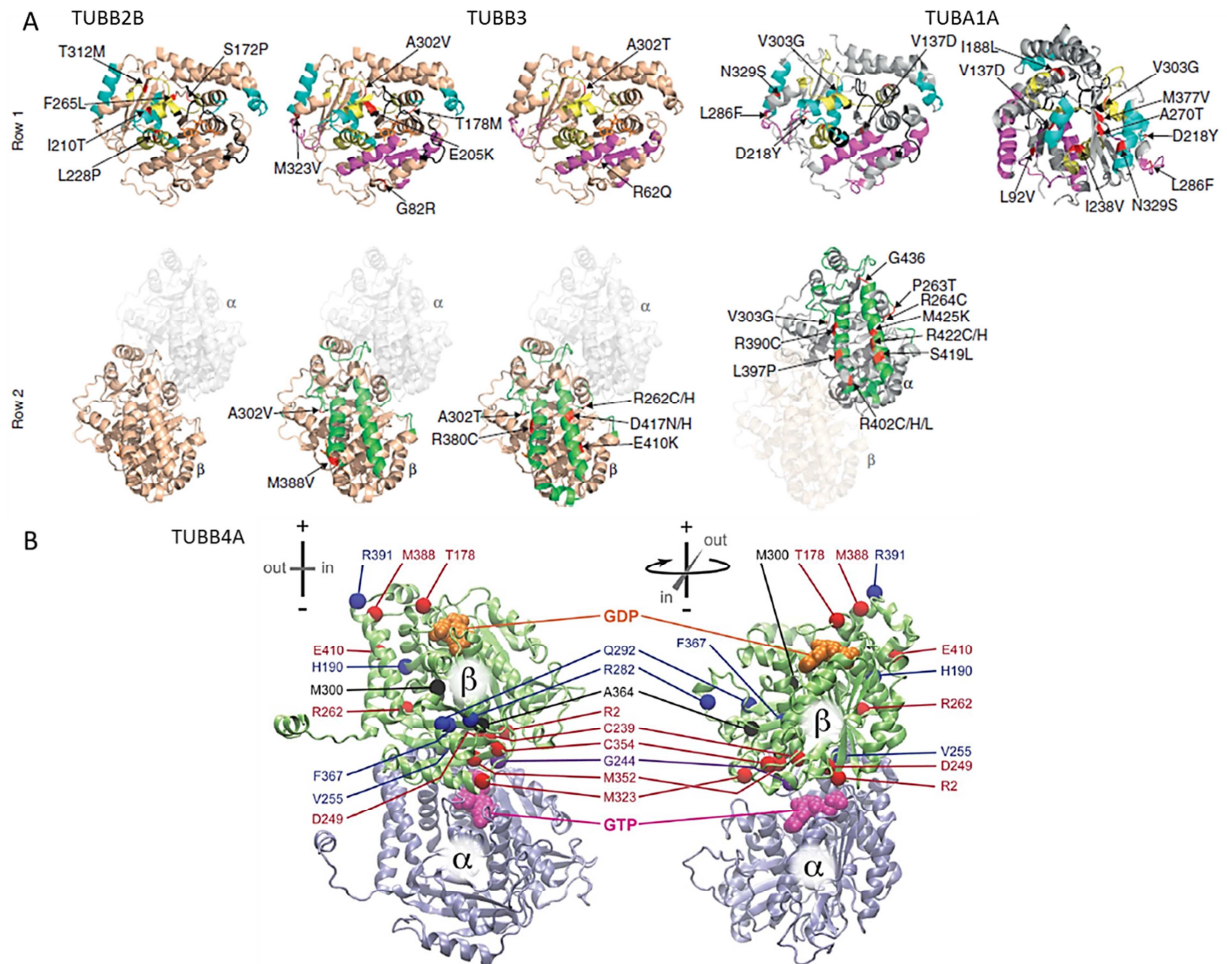 A
TUBB2B
TUBB3
TUBA1A
Row 1
T312M
S172P
F265L
I210T
L228P
A302V
T178M
E205K
M323V
G82R
A302T
R62Q
V303G
V137D
N329S
L286F
D218Y
I188L
V137D
V303G
M377V
A270T
D218Y
L286F
L92V
I238V
N329S
Row 2
α
β
α
A302V
M388V
β
α
A302T
R380C
R262C/H
D417N/H
E410K
β
G436
P263T
R264C
V303G
M425K
R390C
R422C/H
S419L
L397P
α
R402C/H/L
β
B
TUBB4A
+
out
in
-
R391
M388
T178
+
out
in
-
M300
T178
M388
R391
GDP
E410
H190
M300
R262
F367
V255
D249
β
Q292
R282
A364
R2
C239
C354
G244
M352
M323
GTP
α
F367
β
E410
H190
R262
V255
D249
R2
α